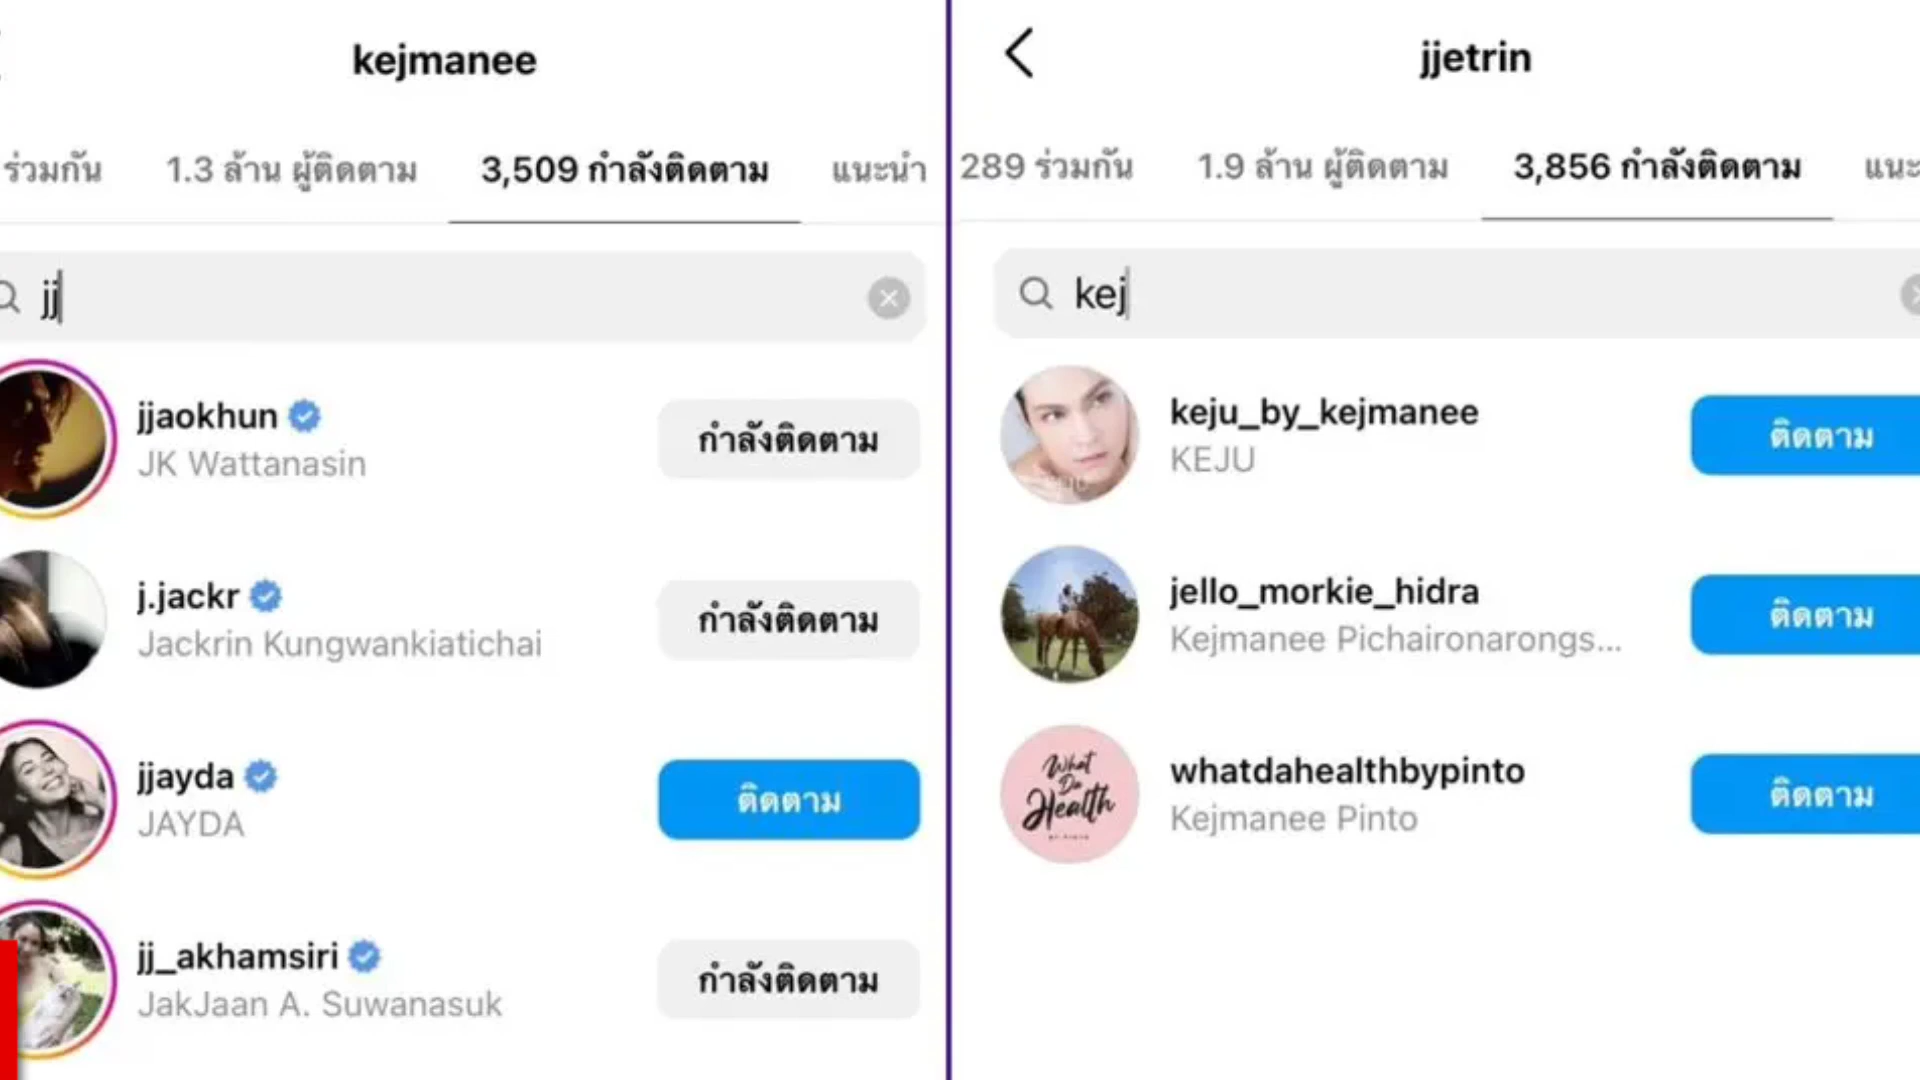 kejmanee
ร่วมกัน 1.3 ล้าน ผู้ติดตาม 3,509 กำลังติดตาม แนะนำ
jj
jjaokhun
JK Wattanasin
กำลังติดตาม
j.jackr
Jackrin Kungwankiatichai
กำลังติดตาม
jjayda
JAYDA
ติดตาม
jj_akhamsiri
JakJaan A. Suwanasuk
กำลังติดตาม
jjetrin
289 ร่วมกัน 1.9 ล้าน ผู้ติดตาม 3,856 กำลังติดตาม แนะ
kej
keju_by_kejmanee
KEJU
ติดตาม
jello_morkie_hidra
Kejmanee Pichaironarongs...
ติดตาม
What
Da
Health
BY PINTO
whatdahealthbypinto
Kejmanee Pinto
ติดตาม